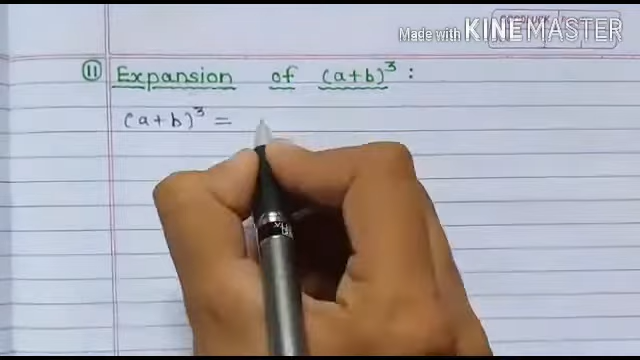 Made with KINEMASTER
11 Expansion of (a+b)³ :
(a+b)³ =